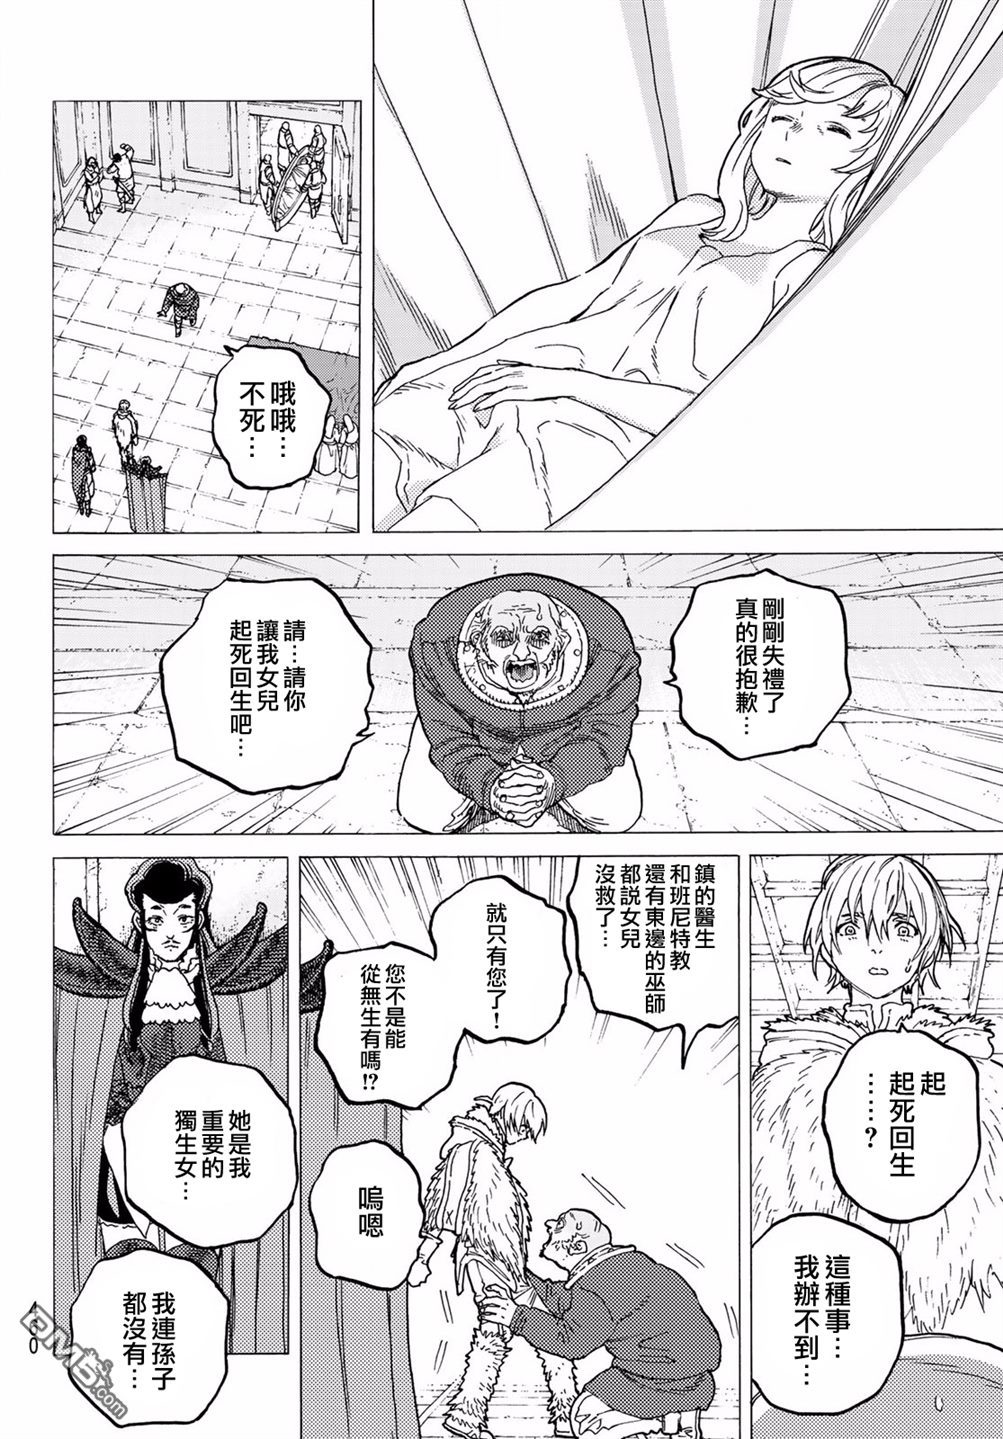 哦哦…
不死…
剛剛失禮了
真的很抱歉…
請…請你
讓我女兒
起死回生吧…
起
起死回生
……?
這種事…
我辦不到…
鎮的醫生
和班尼特教
還有東邊的巫師
都說女兒
沒救了…
就只有您了!
您不是能
從無生有嗎!?
嗚嗯
她是我
重要的
獨生女…
我連孫子
都沒有…